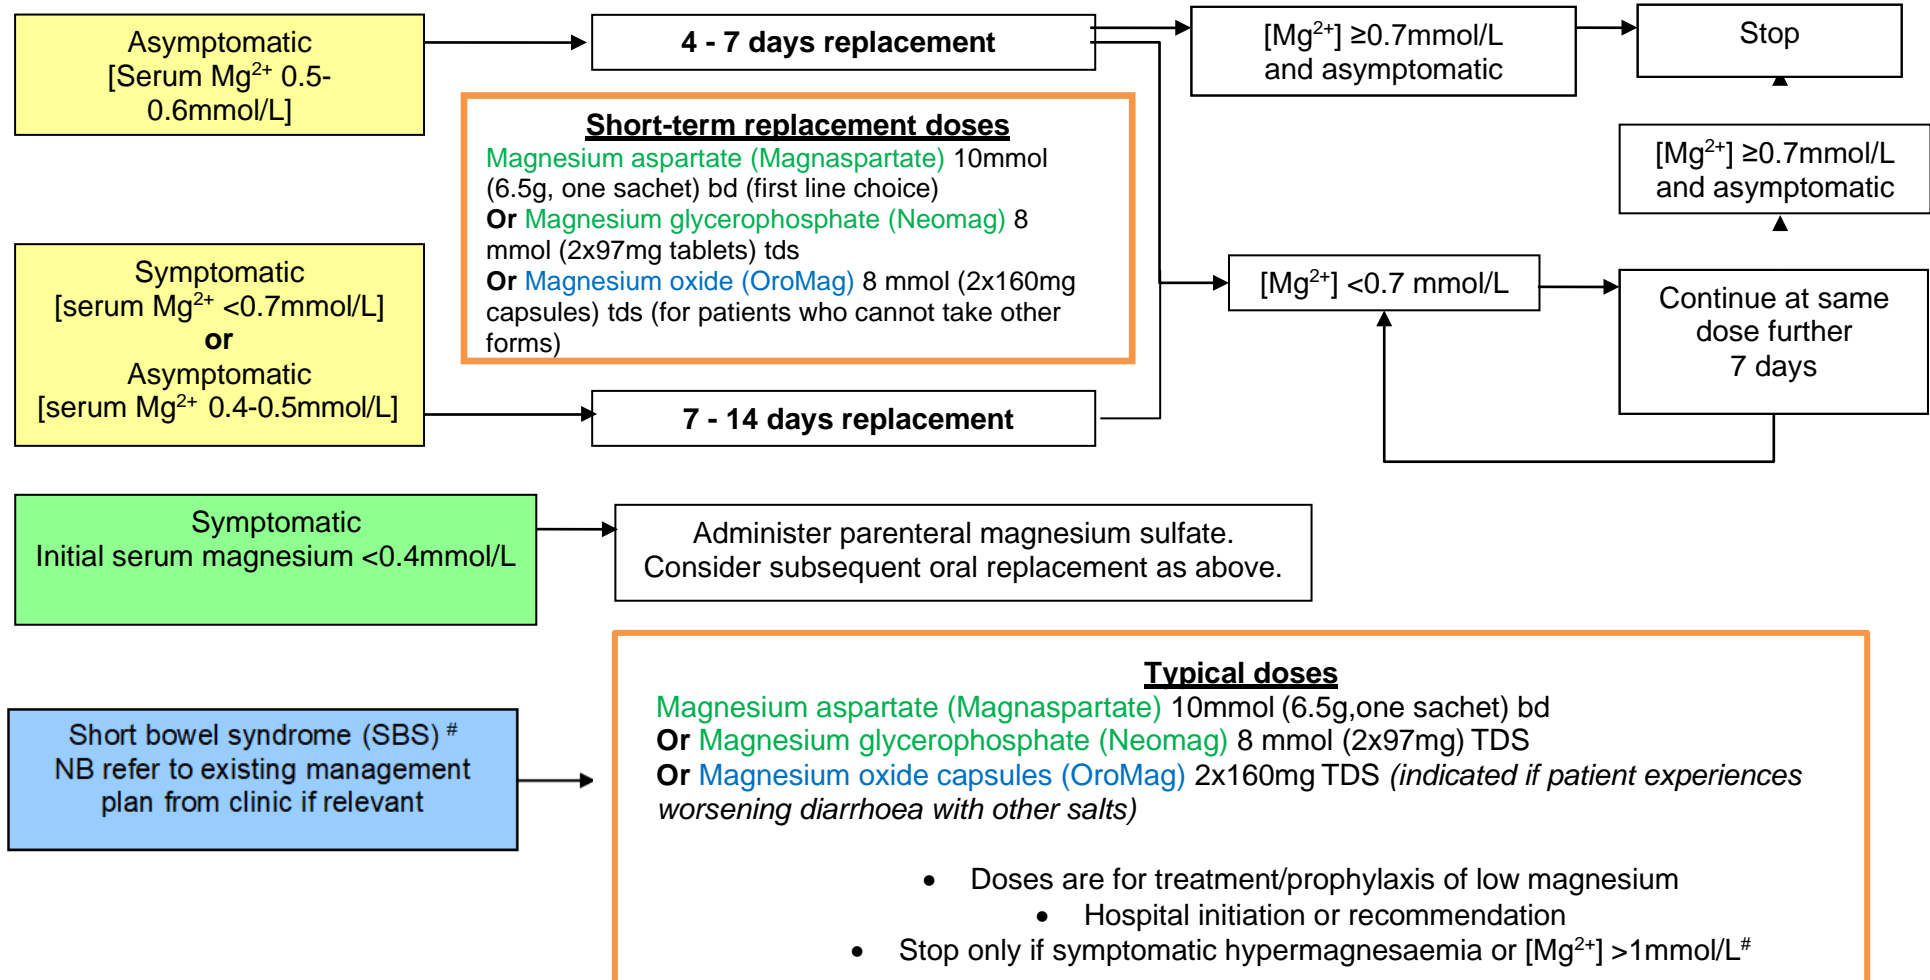 Asymptomatic
[Serum Mg²⁺ 0.5-
0.6mmol/L]
4 - 7 days replacement
[Mg²⁺] ≥0.7mmol/L
and asymptomatic
Stop
Short-term replacement doses
Magnesium aspartate (Magnaspartate) 10mmol
(6.5g, one sachet) bd (first line choice)
Or Magnesium glycerophosphate (Neomag) 8
mmol (2x97mg tablets) tds
Or Magnesium oxide (OroMag) 8 mmol (2x160mg
capsules) tds (for patients who cannot take other
forms)
[Mg²⁺] ≥0.7mmol/L
and asymptomatic
Symptomatic
[serum Mg²⁺ <0.7mmol/L]
or
Asymptomatic
[serum Mg²⁺ 0.4-0.5mmol/L]
7 - 14 days replacement
[Mg²⁺] <0.7 mmol/L
Continue at same
dose further
7 days
Symptomatic
Initial serum magnesium <0.4mmol/L
Administer parenteral magnesium sulfate.
Consider subsequent oral replacement as above.
Short bowel syndrome (SBS) #
NB refer to existing management
plan from clinic if relevant
Typical doses
Magnesium aspartate (Magnaspartate) 10mmol (6.5g,one sachet) bd
Or Magnesium glycerophosphate (Neomag) 8 mmol (2x97mg) TDS
Or Magnesium oxide capsules (OroMag) 2x160mg TDS (indicated if patient experiences
worsening diarrhoea with other salts)
• Doses are for treatment/prophylaxis of low magnesium
• Hospital initiation or recommendation
• Stop only if symptomatic hypermagnesaemia or [Mg²⁺] >1mmol/L#